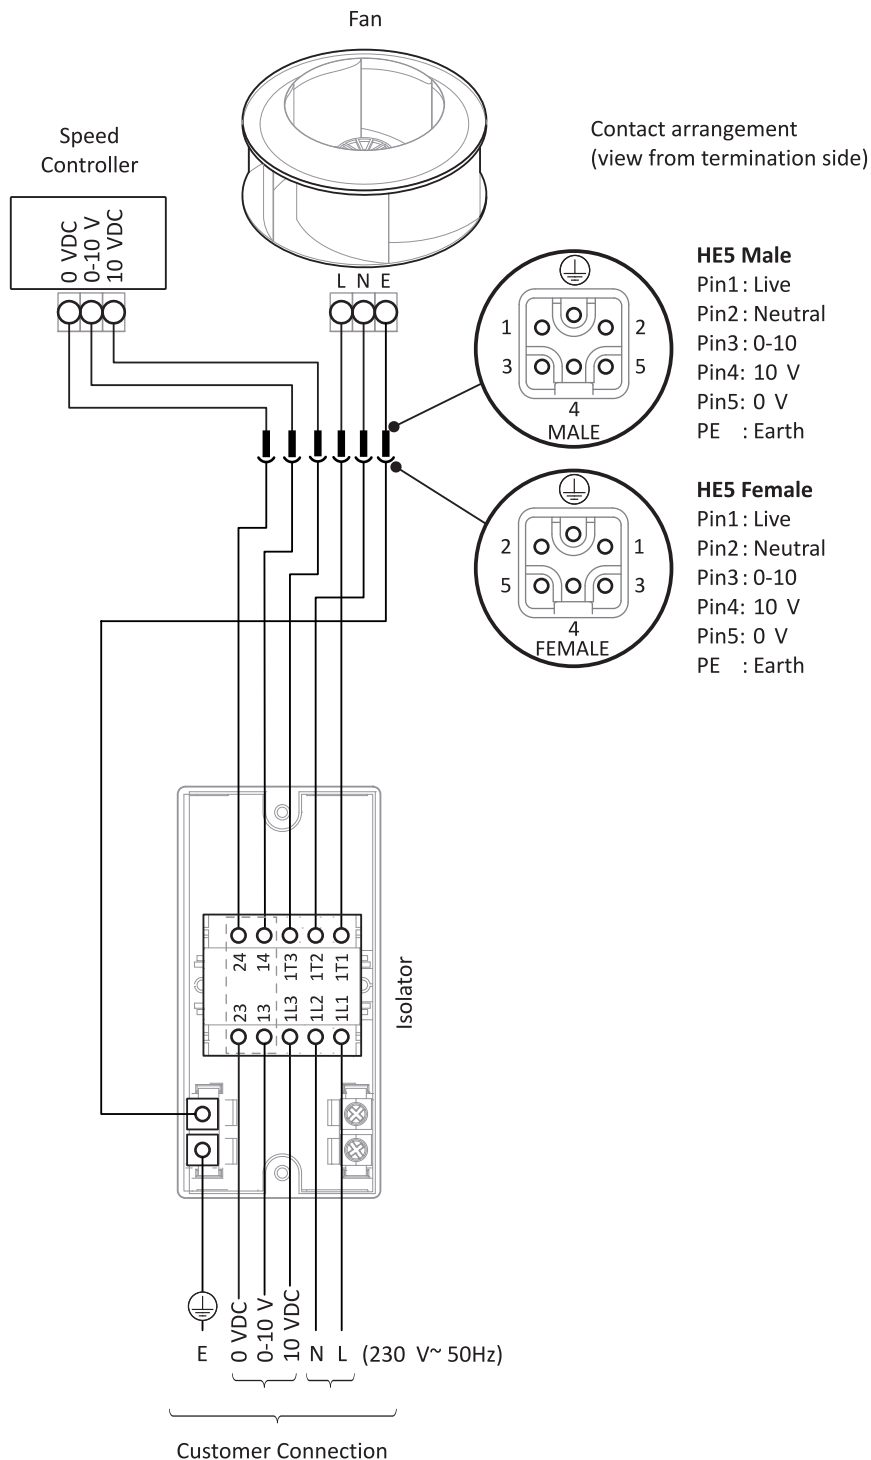 Fan
Speed
Controller
Contact arrangement
(view from termination side)
0 VDC
0-10 V
10 VDC
L N E
HE5 Male
Pin1 : Live
Pin2 : Neutral
Pin3 : 0-10
Pin4: 10 V
Pin5: 0 V
PE : Earth
1 2
3 5
4
MALE
HE5 Female
Pin1 : Live
Pin2 : Neutral
Pin3 : 0-10
Pin4: 10 V
Pin5: 0 V
PE : Earth
2 1
5 3
4
FEMALE
24 14 1T3 1T2 1T1
23 13 1L3 1L2 1L1
Isolator
E
0 VDC
0-10 V
10 VDC
N L (230 V~ 50Hz)
Customer Connection